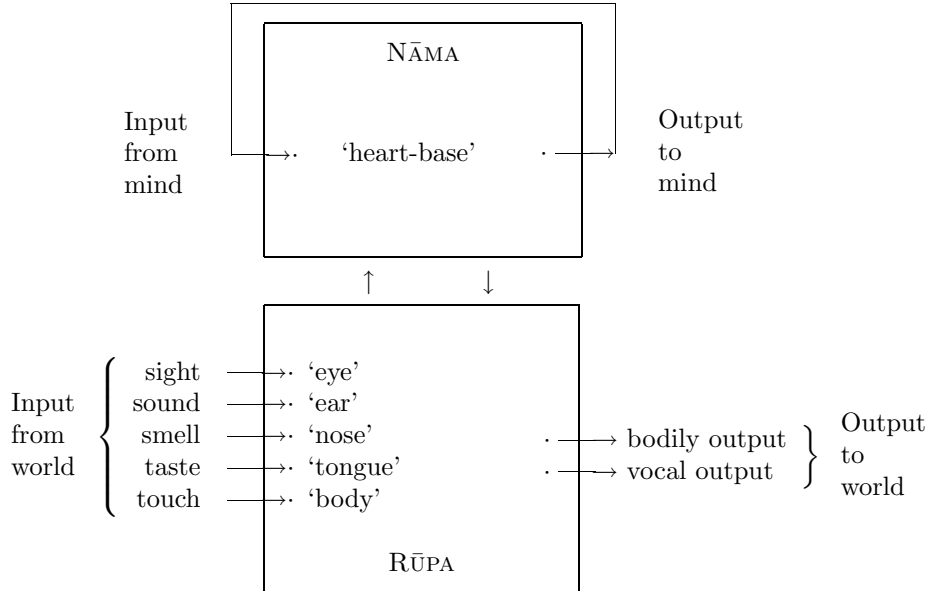 NĀMA
Input
from
mind
‘heart-base’
Output
to
mind
↑ ↓
Input
from
world
sight ‘eye’
sound ‘ear’
smell ‘nose’
taste ‘tongue’
touch ‘body’
bodily output
vocal output
Output
to
world
RŪPA